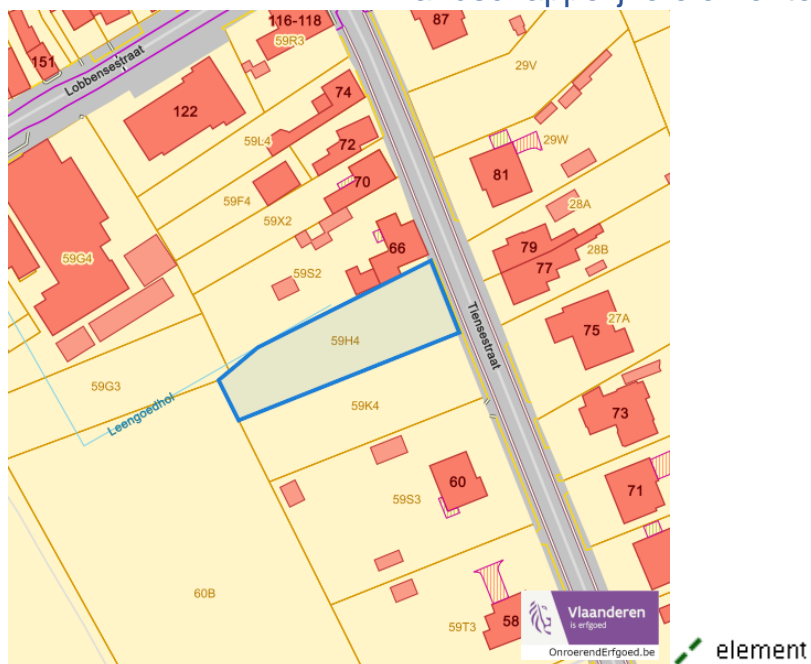 116-118
59R3
87
151
Lobbensestraat
29V
122
74
59L4
72
29W
81
70
59F4
28A
59X2
79
66
28B
59G4
77
59S2
27A
75
59H4
Tiensestraat
59G3
59K4
Leengoedhol
73
60
71
59S3
60B
Vlaanderen
is erfgoed
58
59T3
OnroerendErfgoed.be
element